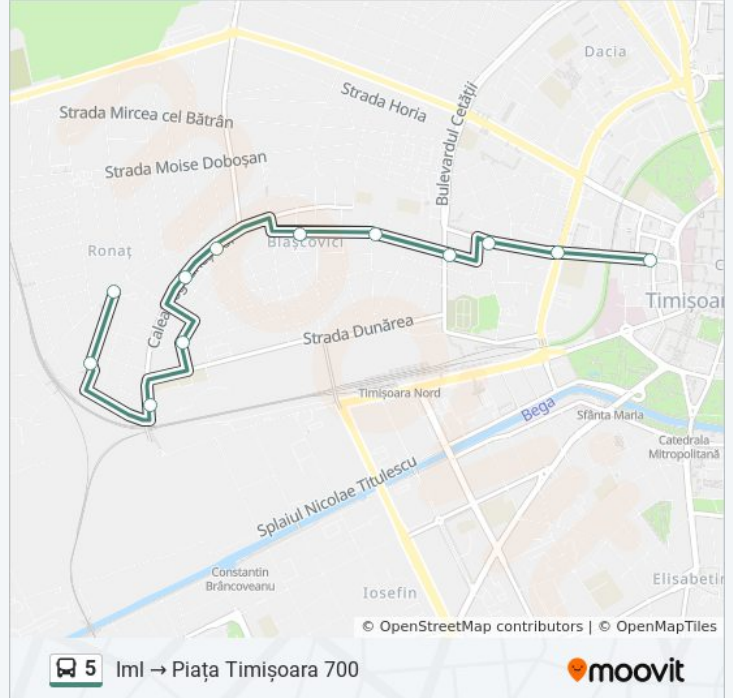 Dacia
Strada Horia
Bulevardul Cetății
Strada Mircea cel Bătrân
Strada Moise Doboșan
Ronaț
Blașcovici
Timișoar
Strada Dunărea
Timișoara Nord
Bega
Sfânta Maria
Catedrala
Mitropolitană
Splaiul Nicolae Titulescu
Constantin
Brâncoveanu
Iosefin
Elisabetin
© OpenStreetMap contributors | © OpenMapTiles
5 Iml → Piața Timișoara 700
moovit